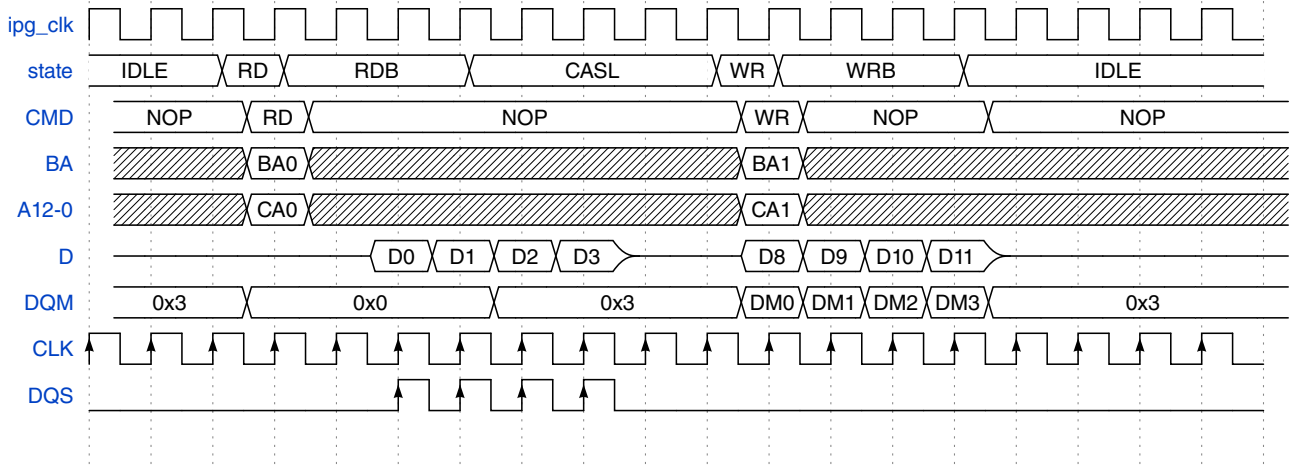 ipg_clk
state IDLE RD RDB CASL WR WRB IDLE
CMD NOP RD NOP WR NOP NOP
BA BA0 BA1
A12-0 CA0 CA1
D D0 D1 D2 D3 D8 D9 D10 D11
DQM 0x3 0x0 0x3 DM0 DM1 DM2 DM3 0x3
CLK
DQS